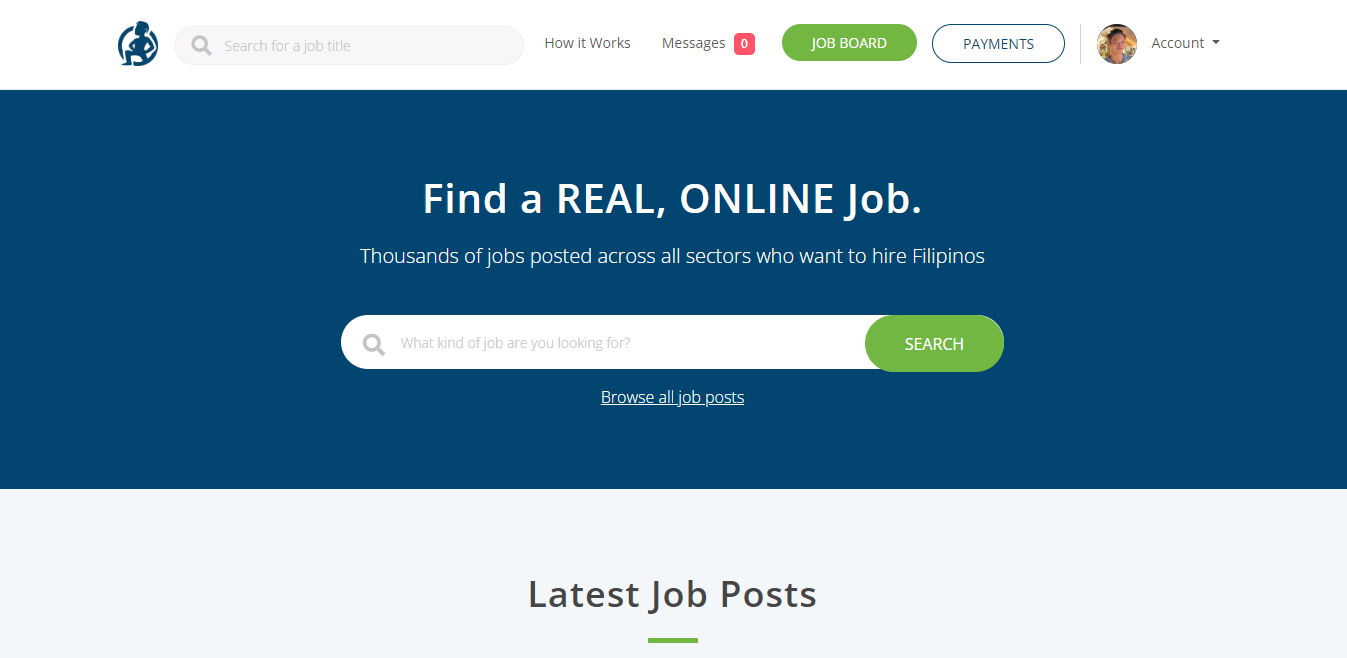 Search for a job title
How it Works
Messages 0
JOB BOARD
PAYMENTS
Account
Find a REAL, ONLINE Job.
Thousands of jobs posted across all sectors who want to hire Filipinos
What kind of job are you looking for?
SEARCH
Browse all job posts
Latest Job Posts